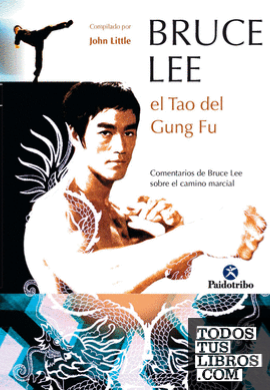 Compilado por
John Little
BRUCE
LEE
el Tao del
Gung Fu
Comentarios de Bruce Lee
sobre el camino marcial
Paidotribo
TODOS
TUS
LIBROS
.COM